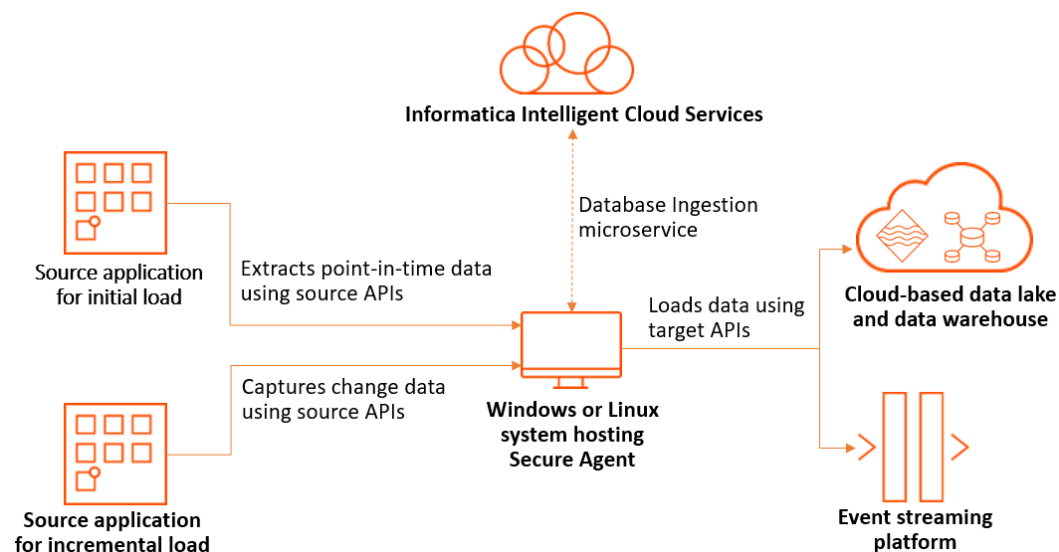 Informatica Intelligent Cloud Services
Database Ingestion
microservice
Source application
for initial load
Extracts point-in-time data
using source APIs
Loads data using
target APIs
Cloud-based data lake
and data warehouse
Captures change data
using source APIs
Windows or Linux
system hosting
Secure Agent
Source application
for incremental load
Event streaming
platform